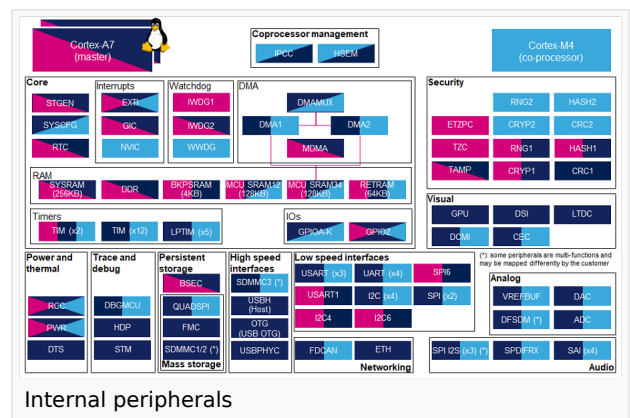 Cortex-A7
(master)
Coprocessor management
IPCC
HSEM
Cortex-M4
(co-processor)
Core
STGEN
SYSCFG
RTC
Interrupts
EXTI
GIC
NVIC
Watchdog
IWDG1
IWDG2
WWDG
DMA
DMAMUX
DMA1
DMA2
MDMA
Security
RNG2
HASH2
ETZPC
CRYP2
CRC2
TZC
RNG1
HASH1
TAMP
CRYP1
CRC1
RAM
SYSRAM
(256KB)
DDR
BKPSRAM
(4KB)
MCU SRAM12
(128KB)
MCU SRAM34
(128KB)
RETRAM
(64KB)
Timers
TIM (x2)
TIM (x12)
LPTIM (x5)
IOs
GPIOA-K
GPIOZ
Visual
GPU
DSI
LTDC
DCMI
CEC
(*): some peripherals are multi-functions and
may be mapped differently by the customer
Power and
thermal
RCC
PWR
DTS
Trace and
debug
DBGMCU
HDP
STM
Persistent
storage
BSEC
QUADSPI
FMC
SDMMC1/2 (*)
Mass storage
High speed
interfaces
SDMMC3 (*)
USBH
(Host)
OTG
(USB OTG)
USBPHYC
Low speed interfaces
USART (x3)
UART (x4)
SPI6
USART1
I2C (x4)
SPI (x2)
I2C4
I2C6
FDCAN
ETH
Networking
Analog
VREFBUF
DAC
DFSDM (*)
ADC
SPI I2S (x3) (*)
SPDIFRX
SAI (x4)
Audio
Internal peripherals